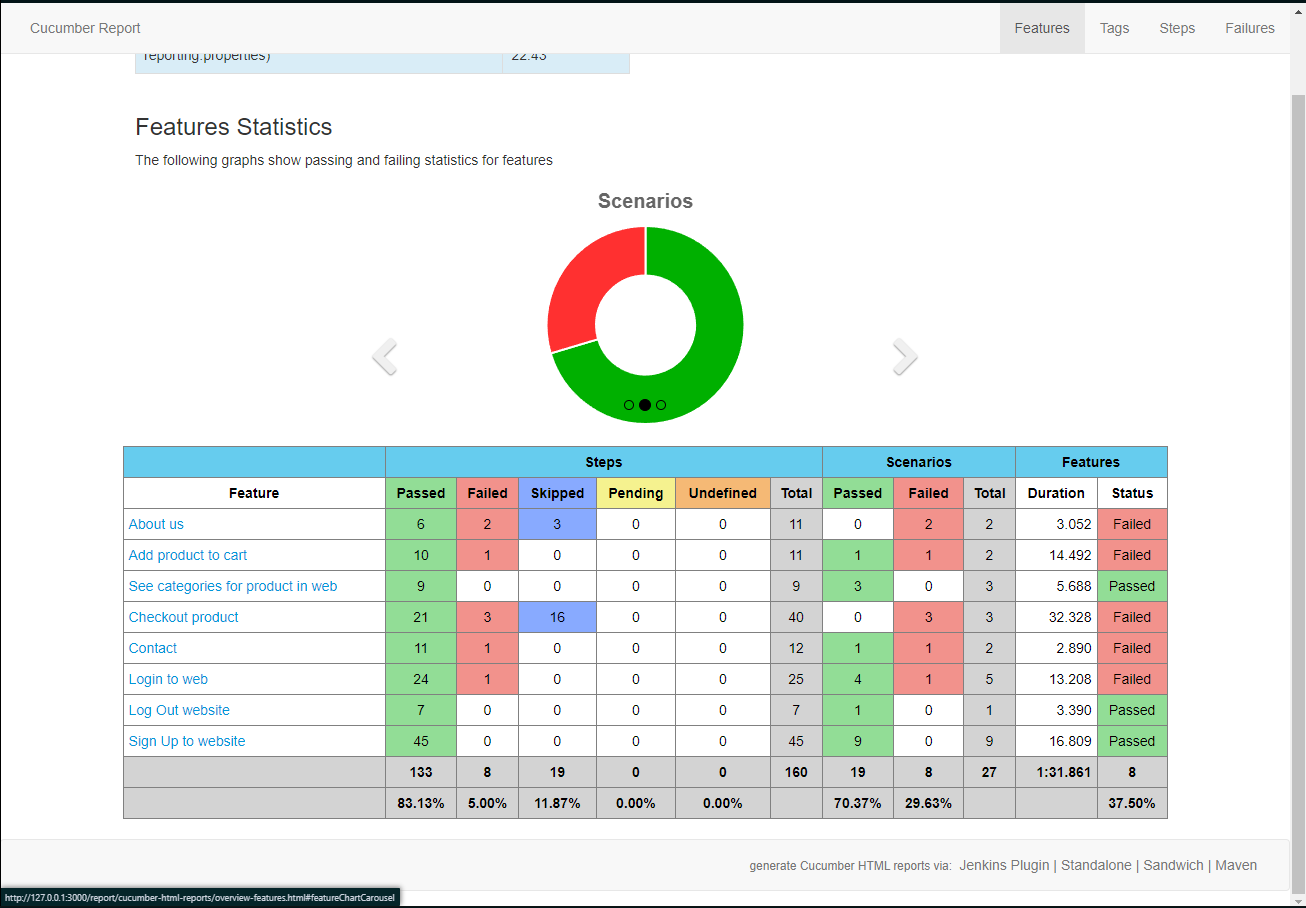 Cucumber Report Features Tags Steps Failures
reporting.properties) 22:43
Features Statistics
The following graphs show passing and failing statistics for features
Scenarios
Steps Scenarios Features
Feature Passed Failed Skipped Pending Undefined Total Passed Failed Total Duration Status
About us 6 2 3 0 0 11 0 2 2 3.052 Failed
Add product to cart 10 1 0 0 0 11 1 1 2 14.492 Failed
See categories for product in web 9 0 0 0 0 9 3 0 3 5.688 Passed
Checkout product 21 3 16 0 0 40 0 3 3 32.328 Failed
Contact 11 1 0 0 0 12 1 1 2 2.890 Failed
Login to web 24 1 0 0 0 25 4 1 5 13.208 Failed
Log Out website 7 0 0 0 0 7 1 0 1 3.390 Passed
Sign Up to website 45 0 0 0 0 45 9 0 9 16.809 Passed
133 8 19 0 0 160 19 8 27 1:31.861 8
83.13% 5.00% 11.87% 0.00% 0.00% 70.37% 29.63% 37.50%
generate Cucumber HTML reports via: Jenkins Plugin | Standalone | Sandwich | Maven
http://127.0.0.1:3000/report/cucumber-html-reports/overview-features.html#featureChartCarousel